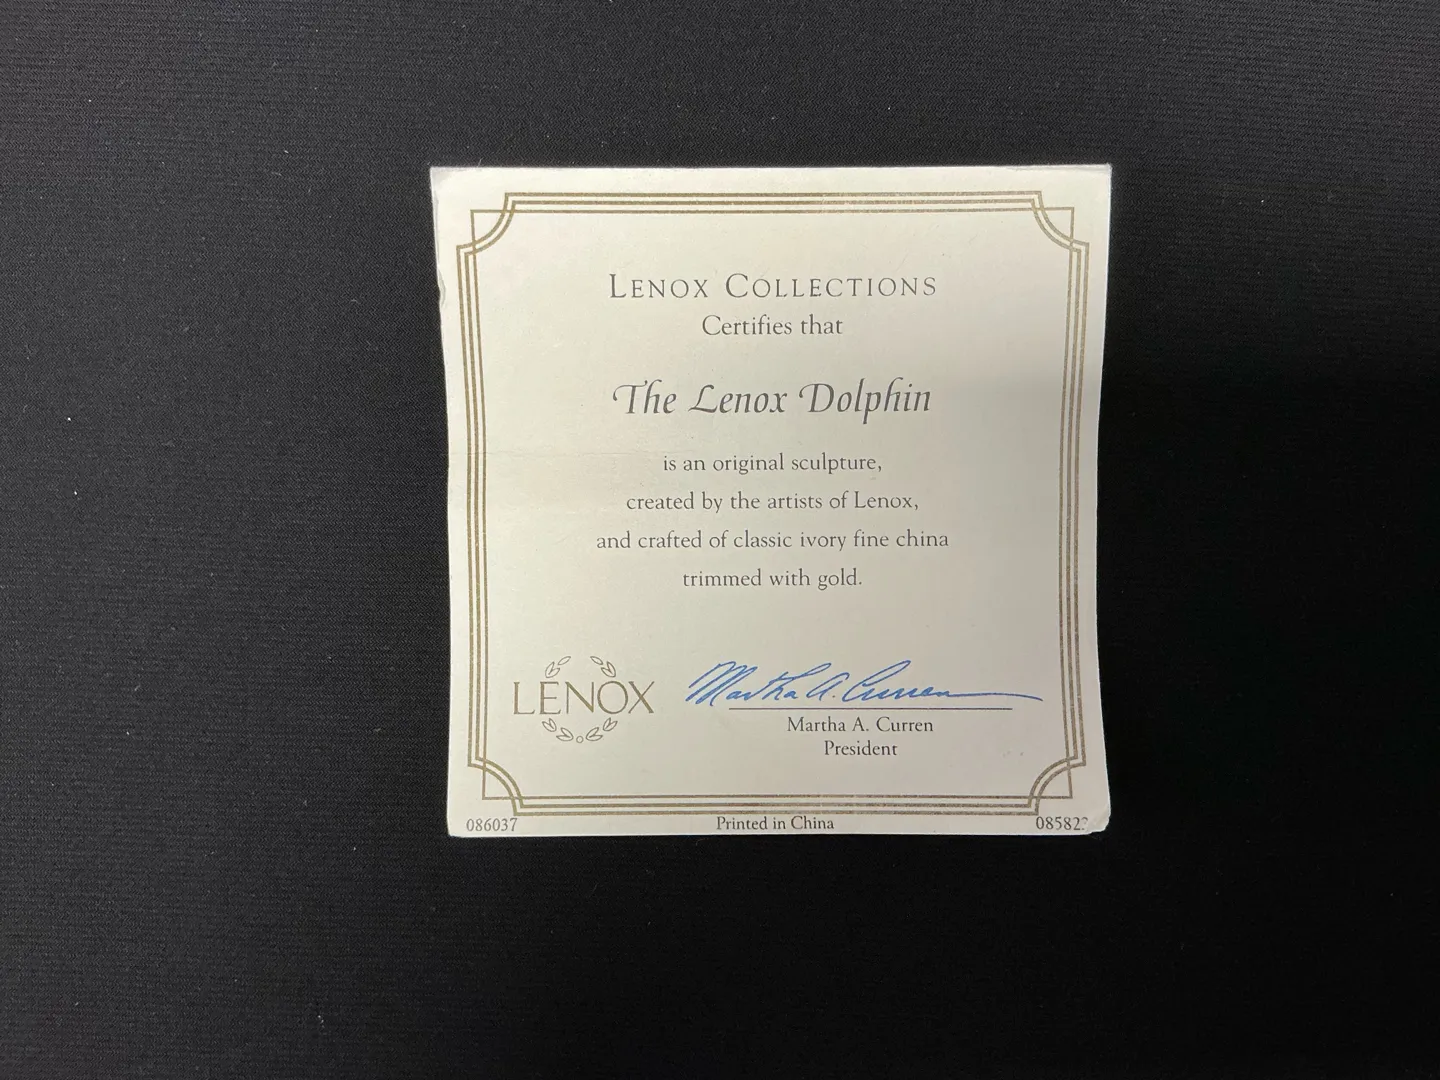 LENOX COLLECTIONS
Certifies that
The Lenox Dolphin
is an original sculpture,
created by the artists of Lenox,
and crafted of classic ivory fine china
trimmed with gold.
LENOX
Martha A. Curren
Martha A. Curren
President
086037
Printed in China